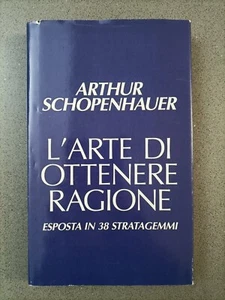 ARTHUR
SCHOPENHAUER
L'ARTE DI
OTTENERE
RAGIONE
ESPOSTA IN 38 STRATAGEMMI